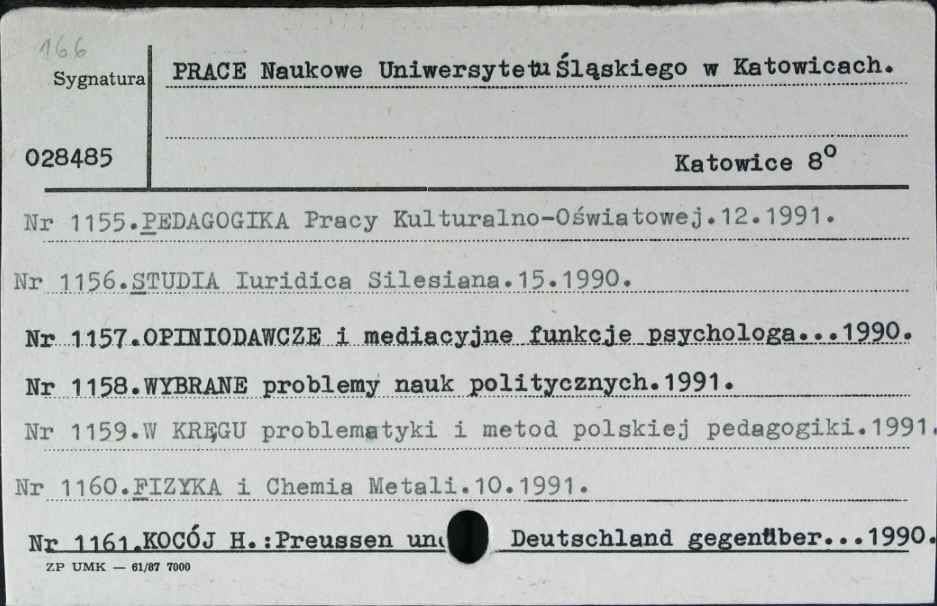 166
Sygnatura
PRACE Naukowe Uniwersytetu Śląskiego w Katowicach.
028485
Katowice 8o
Nr 1155.PEDAGOGIKA Pracy Kulturalno-Oświatowej.12.1991.
Nr 1156.STUDIA Iuridica Silesiana.15.1990.
Nr 1157.OPINIODAWCZE i mediacyjne funkcje psychologa...1990.
Nr 1158.WYBRANE problemy nauk politycznych.1991.
Nr 1159.W KRĘGU problematyki i metod polskiej pedagogiki.1991.
Nr 1160.FIZYKA i Chemia Metali.10.1991.
Nr 1161.KOCÓJ H.:Preussen Deutschland gegenüber...1990.
ZP UMK — 61/87 7000